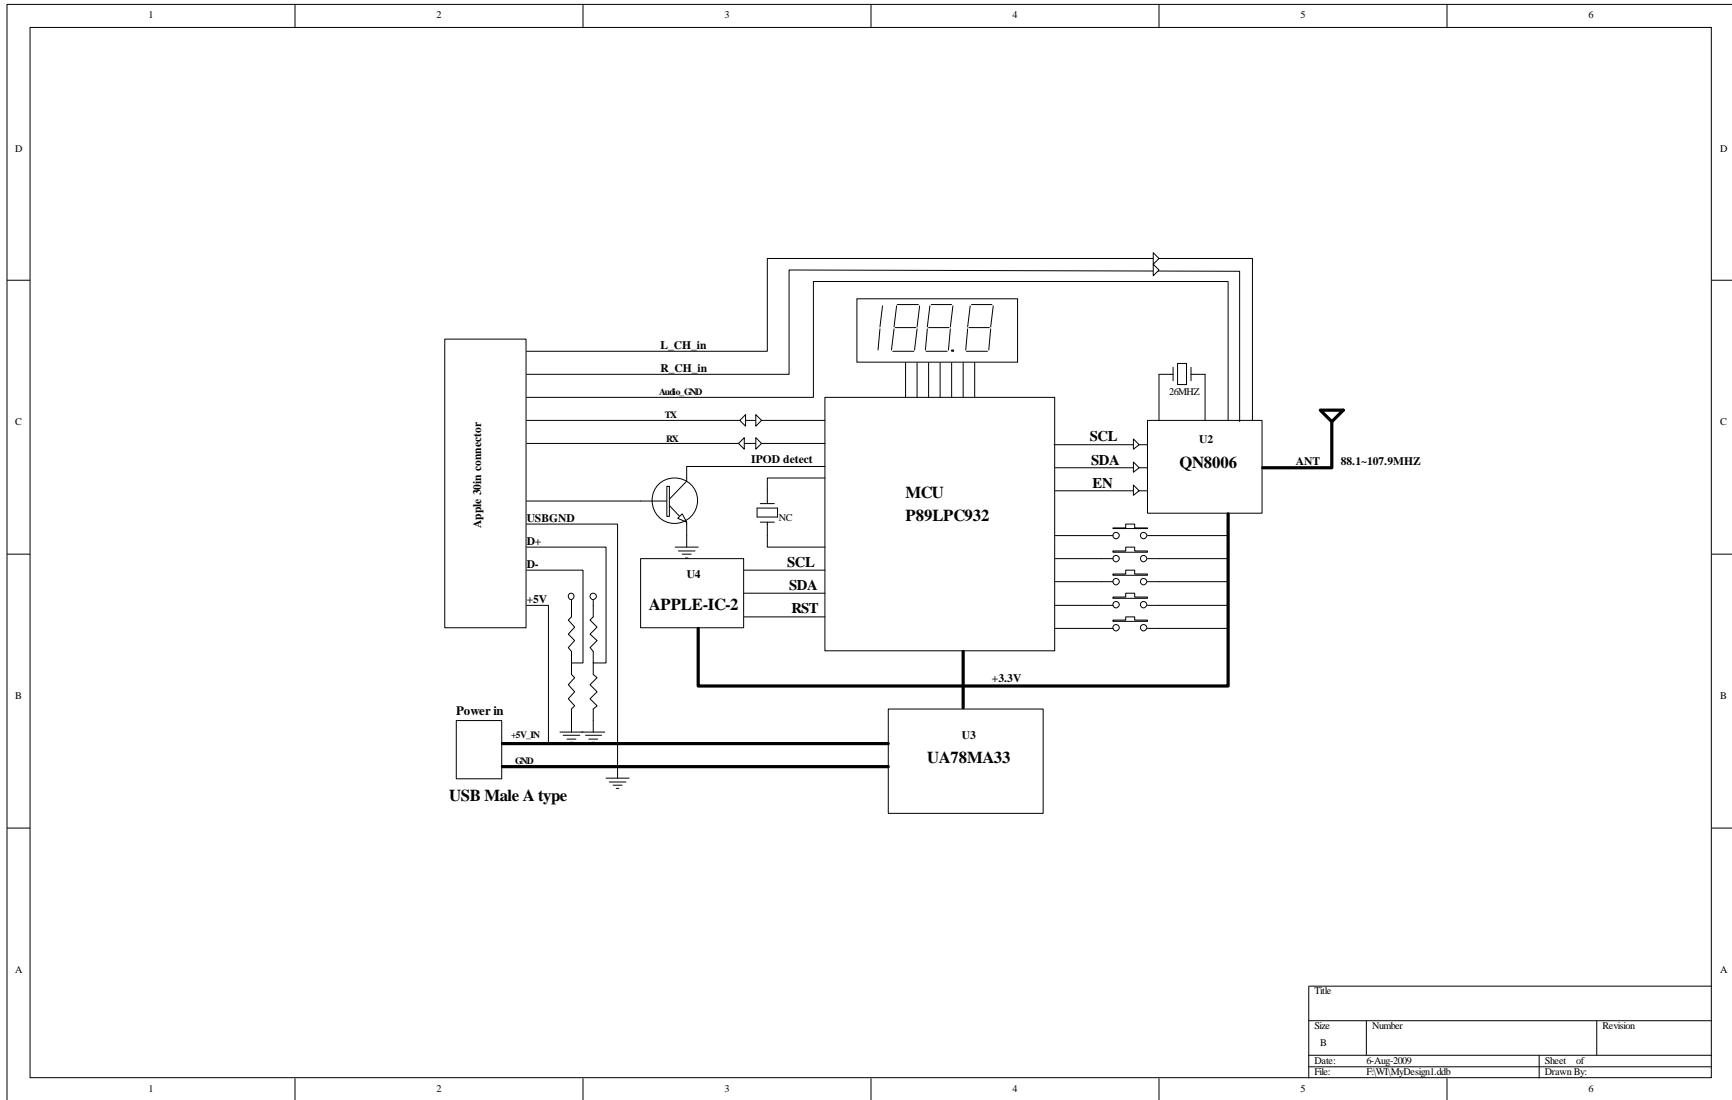 1 2 3 4 5 6
D D
L_CH_in
R_CH_in
Audio_GND
TX
RX
IPOD detect
Apple 30in connector
USBGND
D+
D-
+5V
NC
26MHZ
C C
SCL
SDA
EN
U2
QN8006
ANT 88.1~107.9MHZ
MCU
P89LPC932
U4
APPLE-IC-2
SCL
SDA
RST
+3.3V
B B
Power in
+5V_IN
GND
USB Male A type
U3
UA78MA33
A A
Title
Size Number Revision
B
Date: 6-Aug-2009 Sheet of
File: F:\WI\MyDesign1.ddb Drawn By:
1 2 3 4 5 6